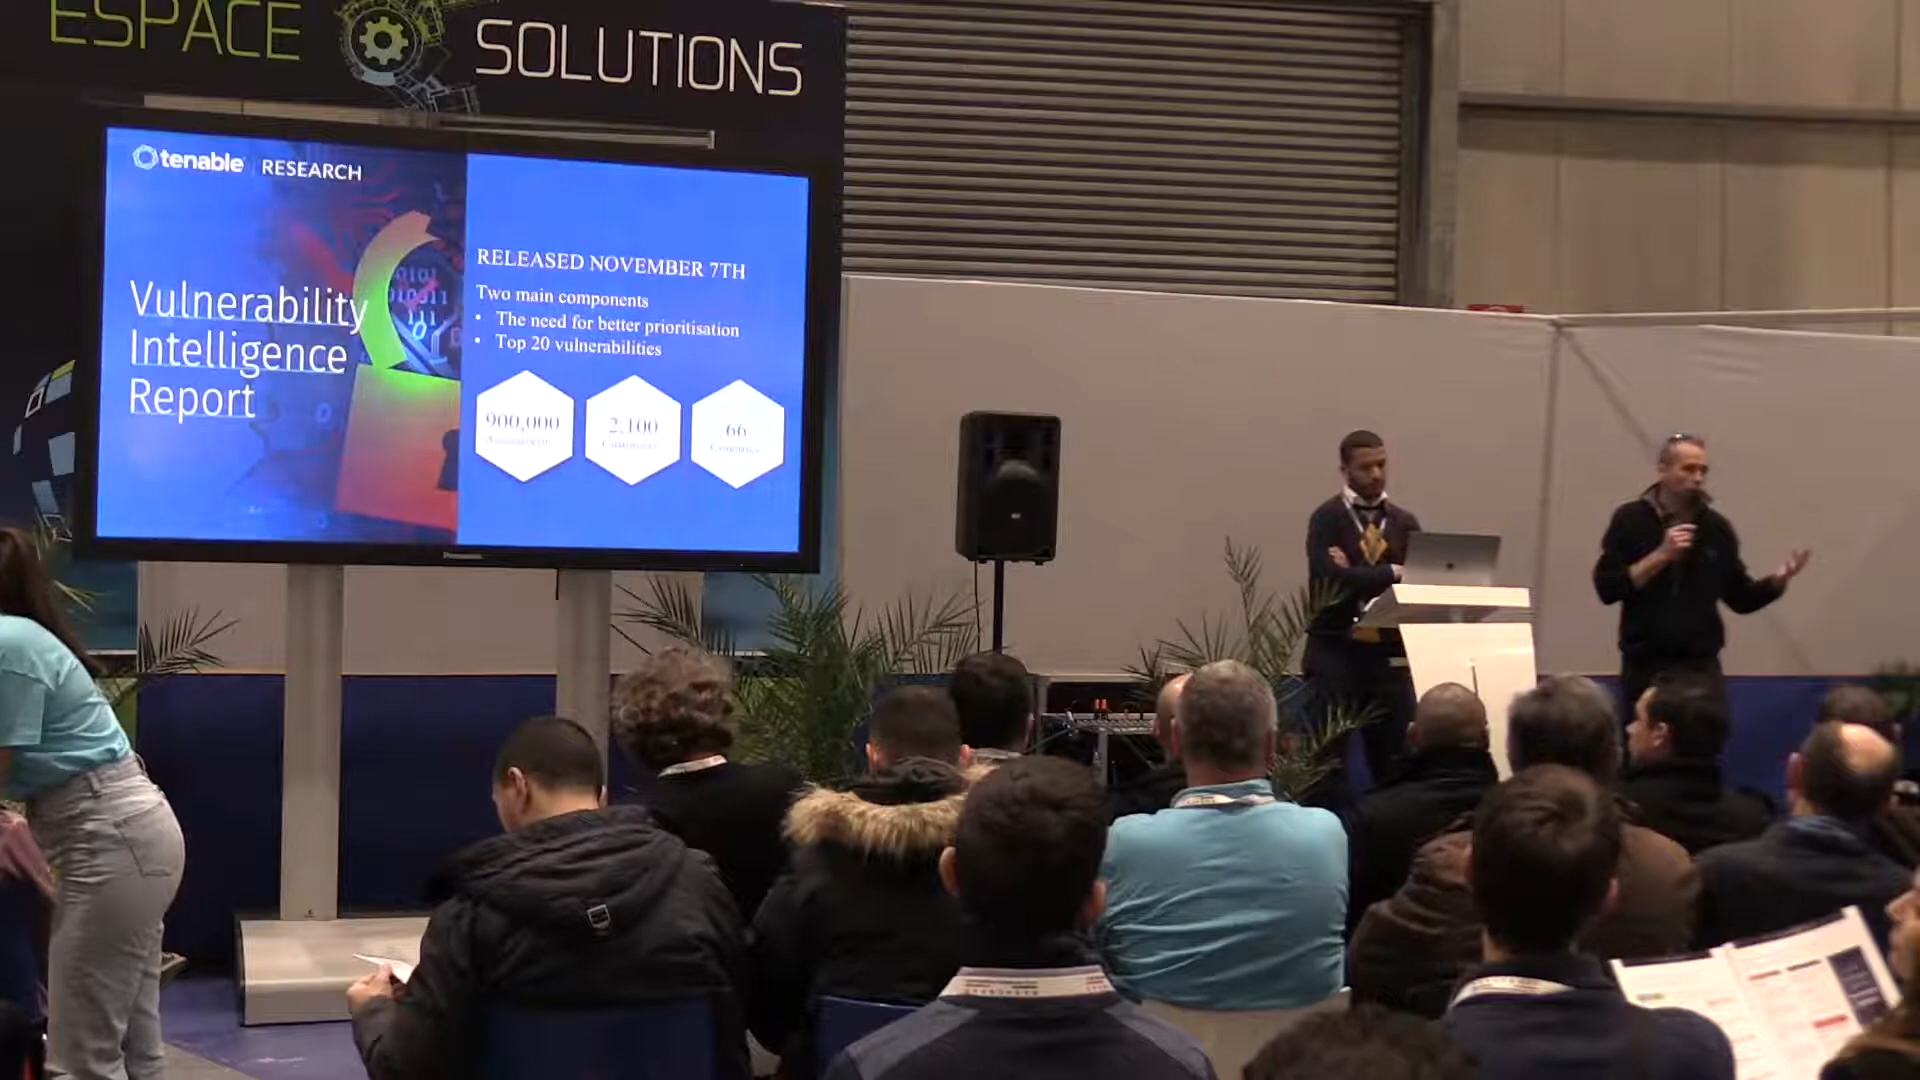 ESPACE SOLUTIONS
tenable RESEARCH
Vulnerability
Intelligence
Report
RELEASED NOVEMBER 7TH
Two main components
• The need for better prioritisation
• Top 20 vulnerabilities
900,000
2,100
66
Panasonic